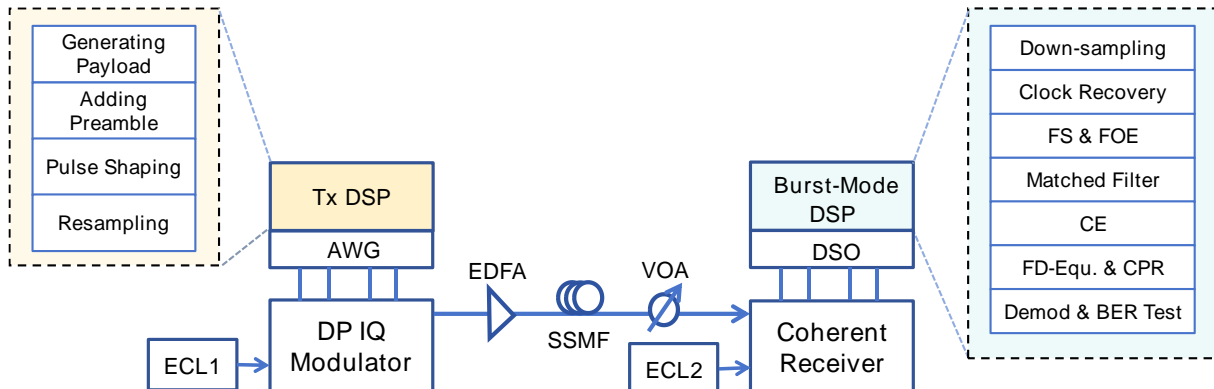 Generating
Payload
Adding
Preamble
Pulse Shaping
Resampling
Tx DSP
AWG
DP IQ
Modulator
ECL1
EDFA
SSMF
VOA
ECL2
Burst-Mode
DSP
DSO
Coherent
Receiver
Down-sampling
Clock Recovery
FS & FOE
Matched Filter
CE
FD-Equ. & CPR
Demod & BER Test